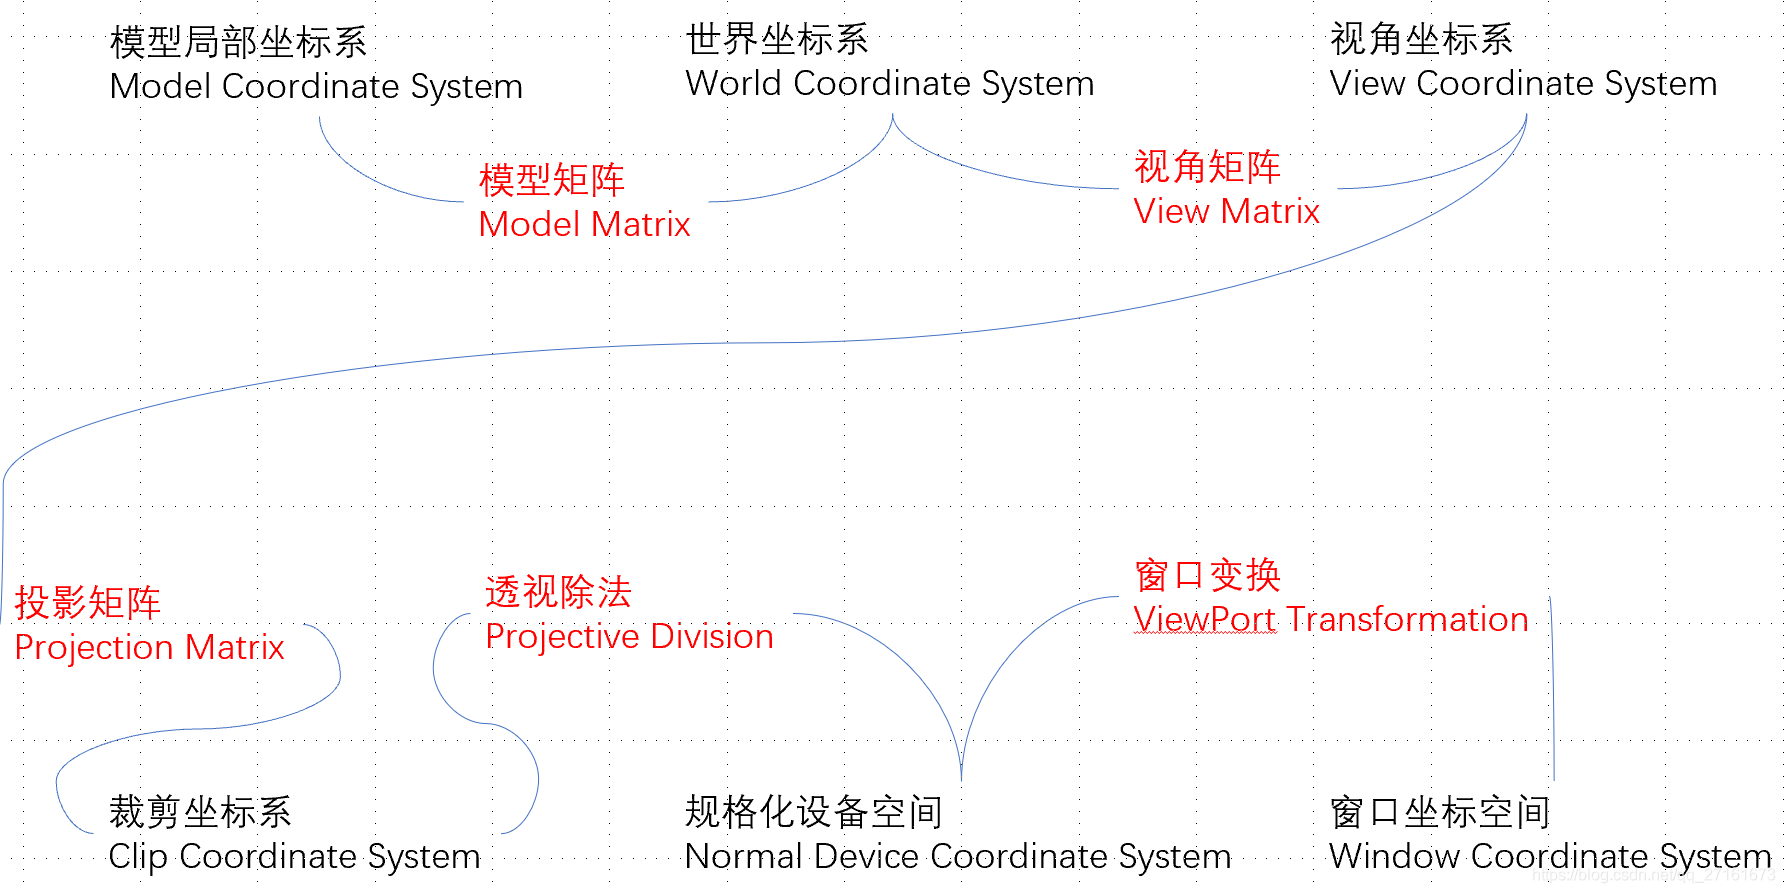 模型局部坐标系
Model Coordinate System
世界坐标系
World Coordinate System
视角坐标系
View Coordinate System
模型矩阵
Model Matrix
视角矩阵
View Matrix
投影矩阵
Projection Matrix
透视除法
Projective Division
窗口变换
ViewPort Transformation
裁剪坐标系
Clip Coordinate System
规格化设备空间
Normal Device Coordinate System
窗口坐标空间
Window Coordinate System
https://blog.csdn.net/qq_27161673